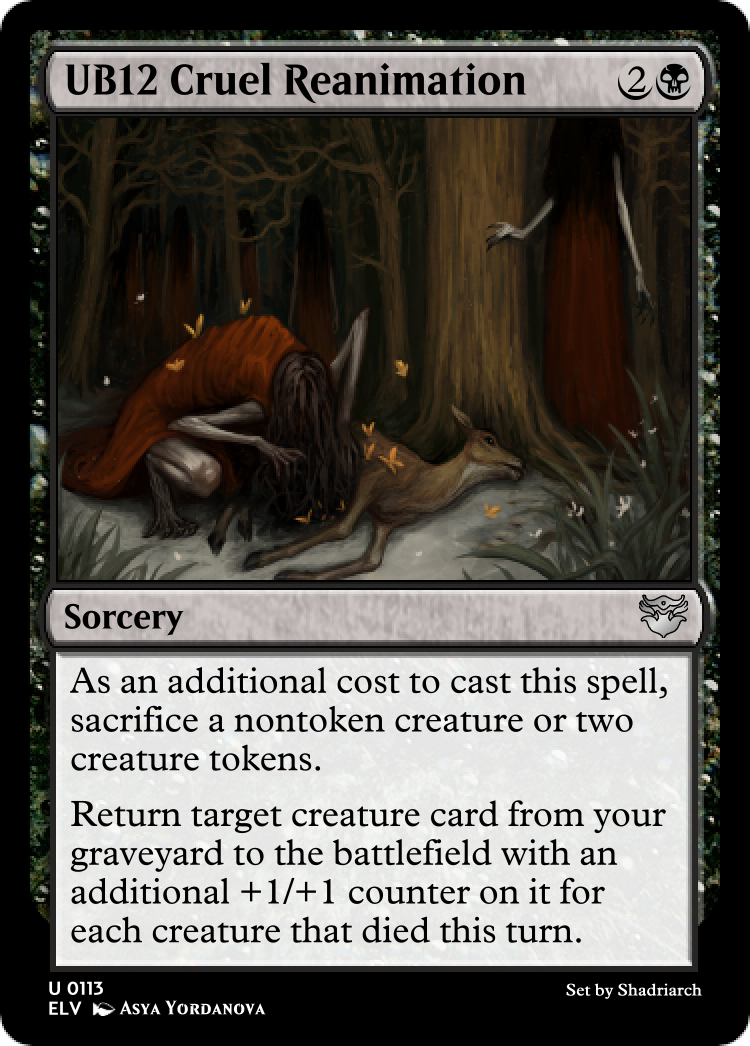 UB12 Cruel Reanimation 2
Sorcery
As an additional cost to cast this spell,
sacrifice a nontoken creature or two
creature tokens.
Return target creature card from your
graveyard to the battlefield with an
additional +1/+1 counter on it for
each creature that died this turn.
U 0113
ELV Asya Yordanova
Set by Shadriarch